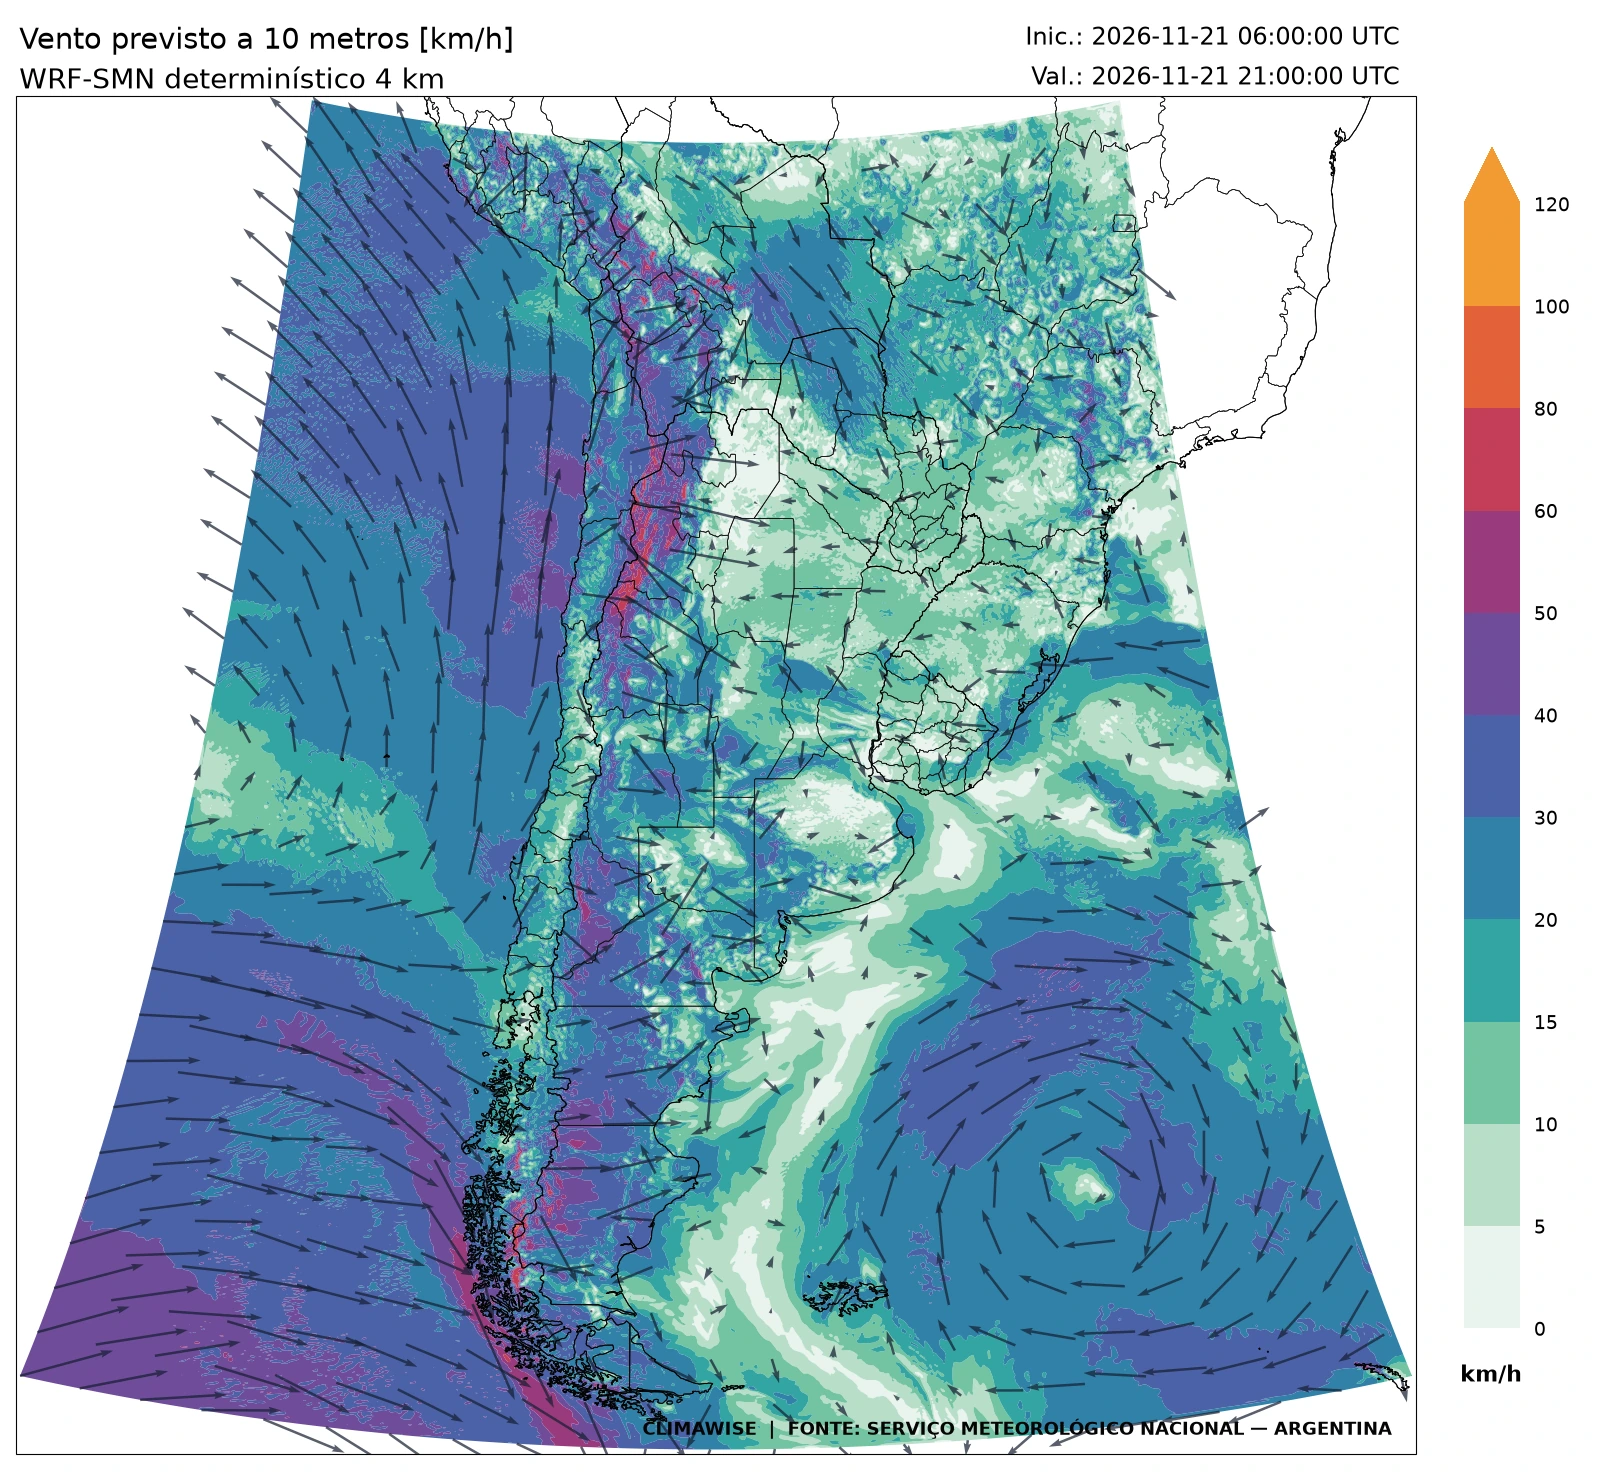 Vento previsto a 10 metros [km/h]
WRF-SMN determinístico 4 km
Inic.: 2026-11-21 06:00:00 UTC
Val.: 2026-11-21 21:00:00 UTC
120
100
80
60
50
40
30
20
15
10
5
0
km/h
CLIMAWISE | FONTE: SERVIÇO METEOROLÓGICO NACIONAL — ARGENTINA